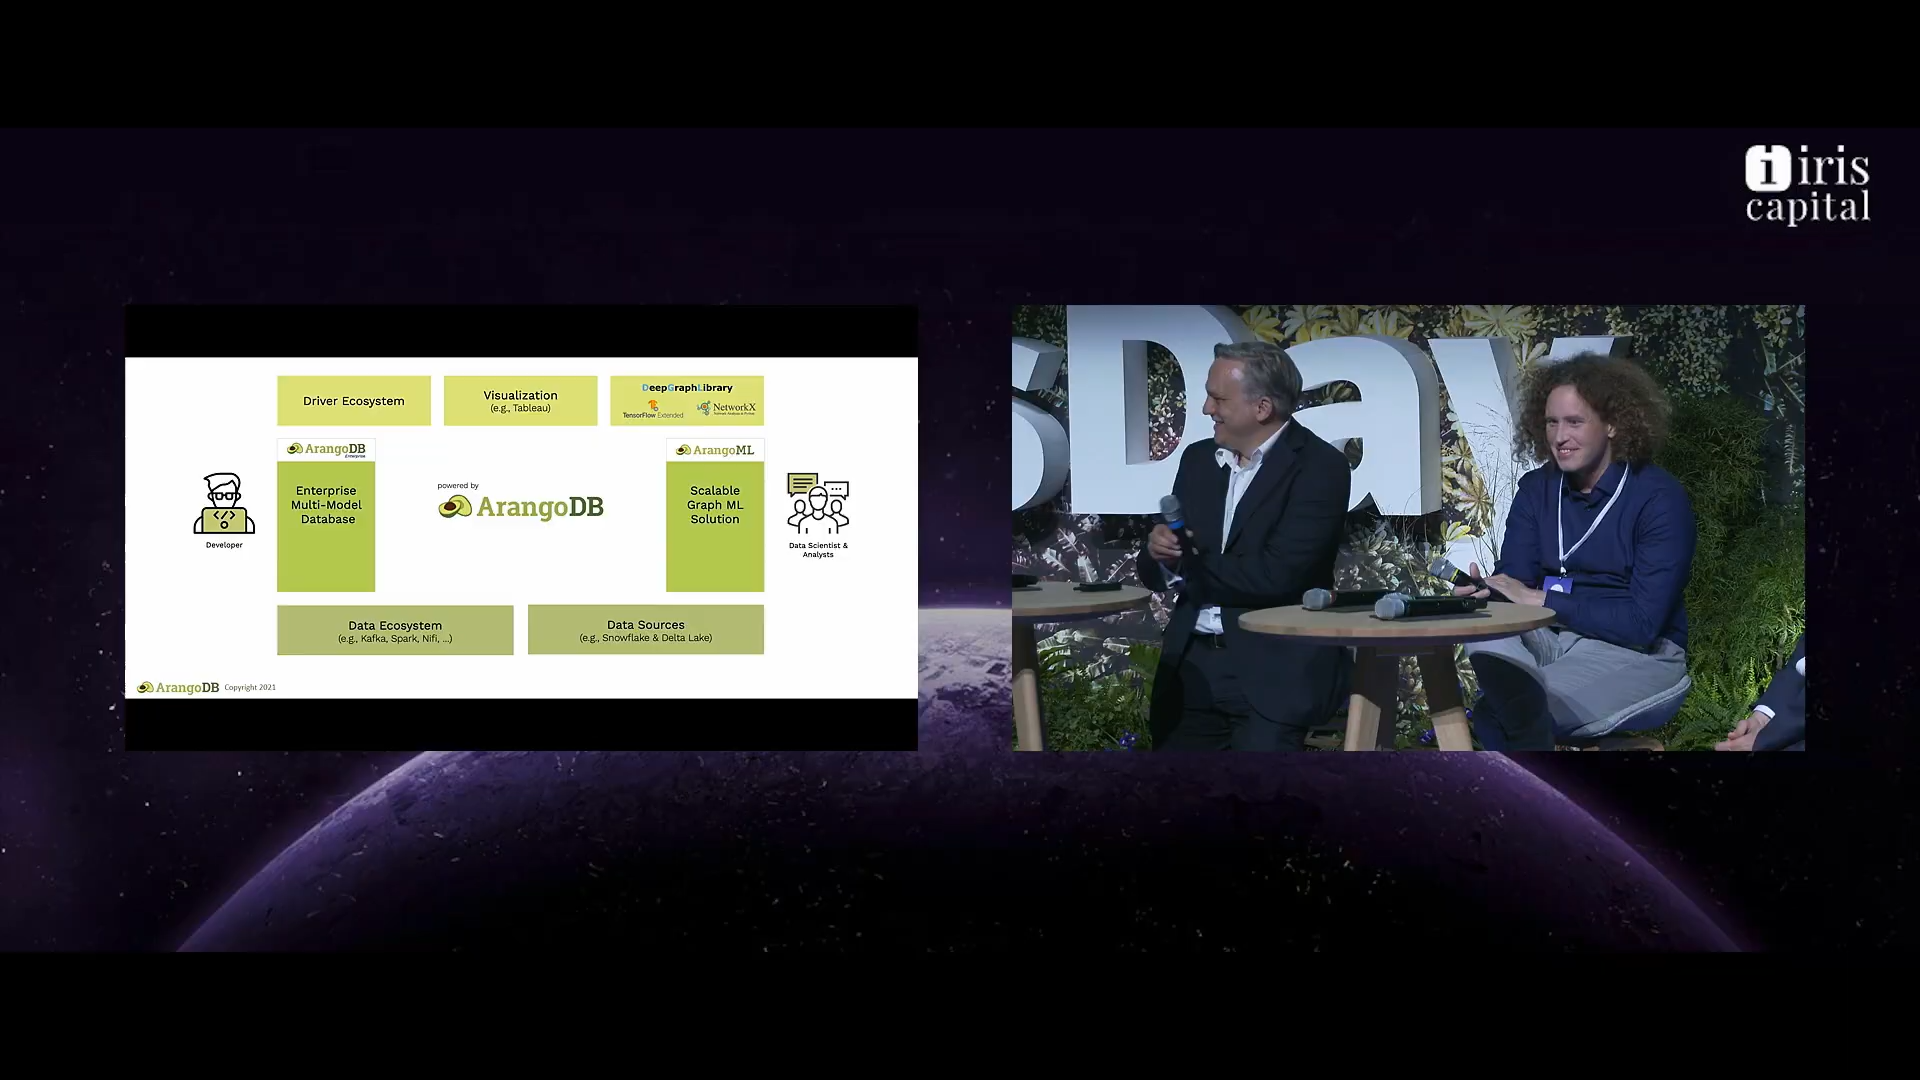 iris
capital
Driver Ecosystem
Visualization
(e.g., Tableau)
DeepGraphLibrary
TensorFlow Extended
NetworkX
ArangoDB
Enterprise
Enterprise
Multi-Model
Database
Developer
powered by
ArangoDB
ArangoML
Scalable
Graph ML
Solution
Data Scientist &
Analysts
Data Ecosystem
(e.g., Kafka, Spark, Nifi, ...)
Data Sources
(e.g., Snowflake & Delta Lake)
ArangoDB Copyright 2021
sDay